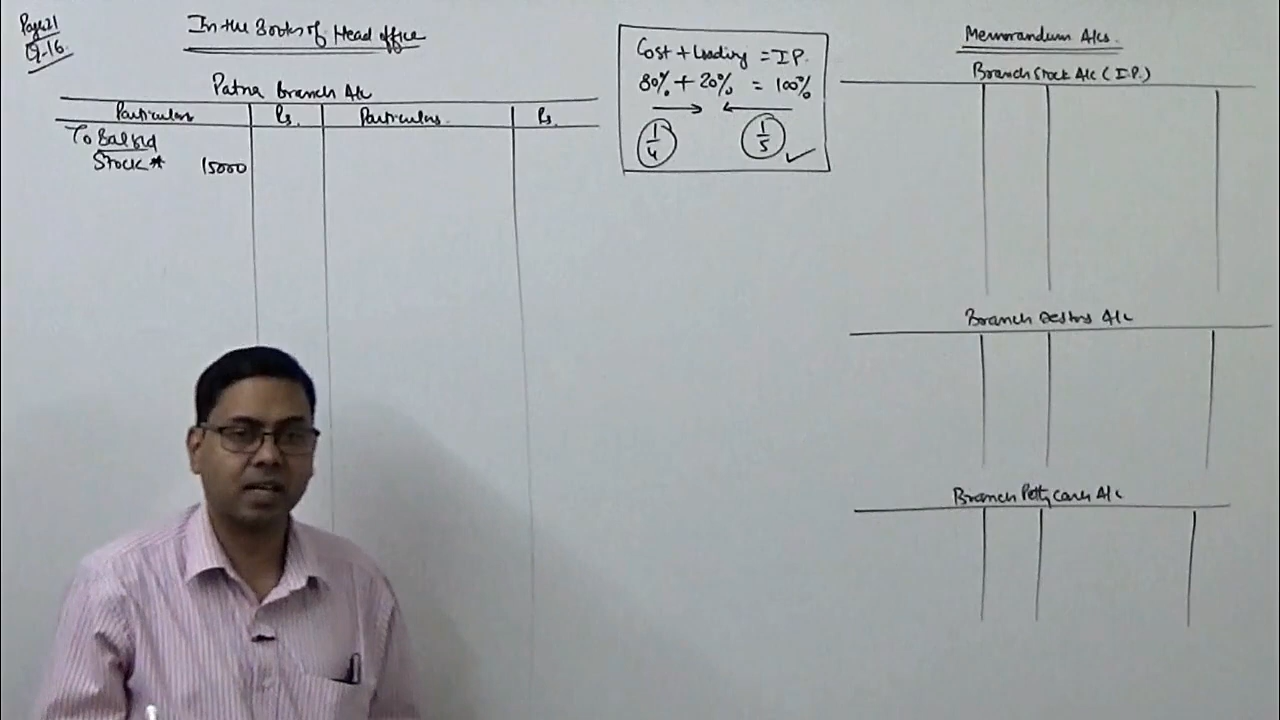 Page 21
Q-16.
In the Books of Head office
Patna Branch A/c
Particulars Rs. Particulars. Rs.
To Bal b/d
Stock* 15000
Cost + Loading = I.P.
80% + 20% = 100%
1/4 1/5
Memorandum A/cs.
Branch Stock A/c (I.P.)
Branch Debtors A/c
Branch Petty Cash A/c